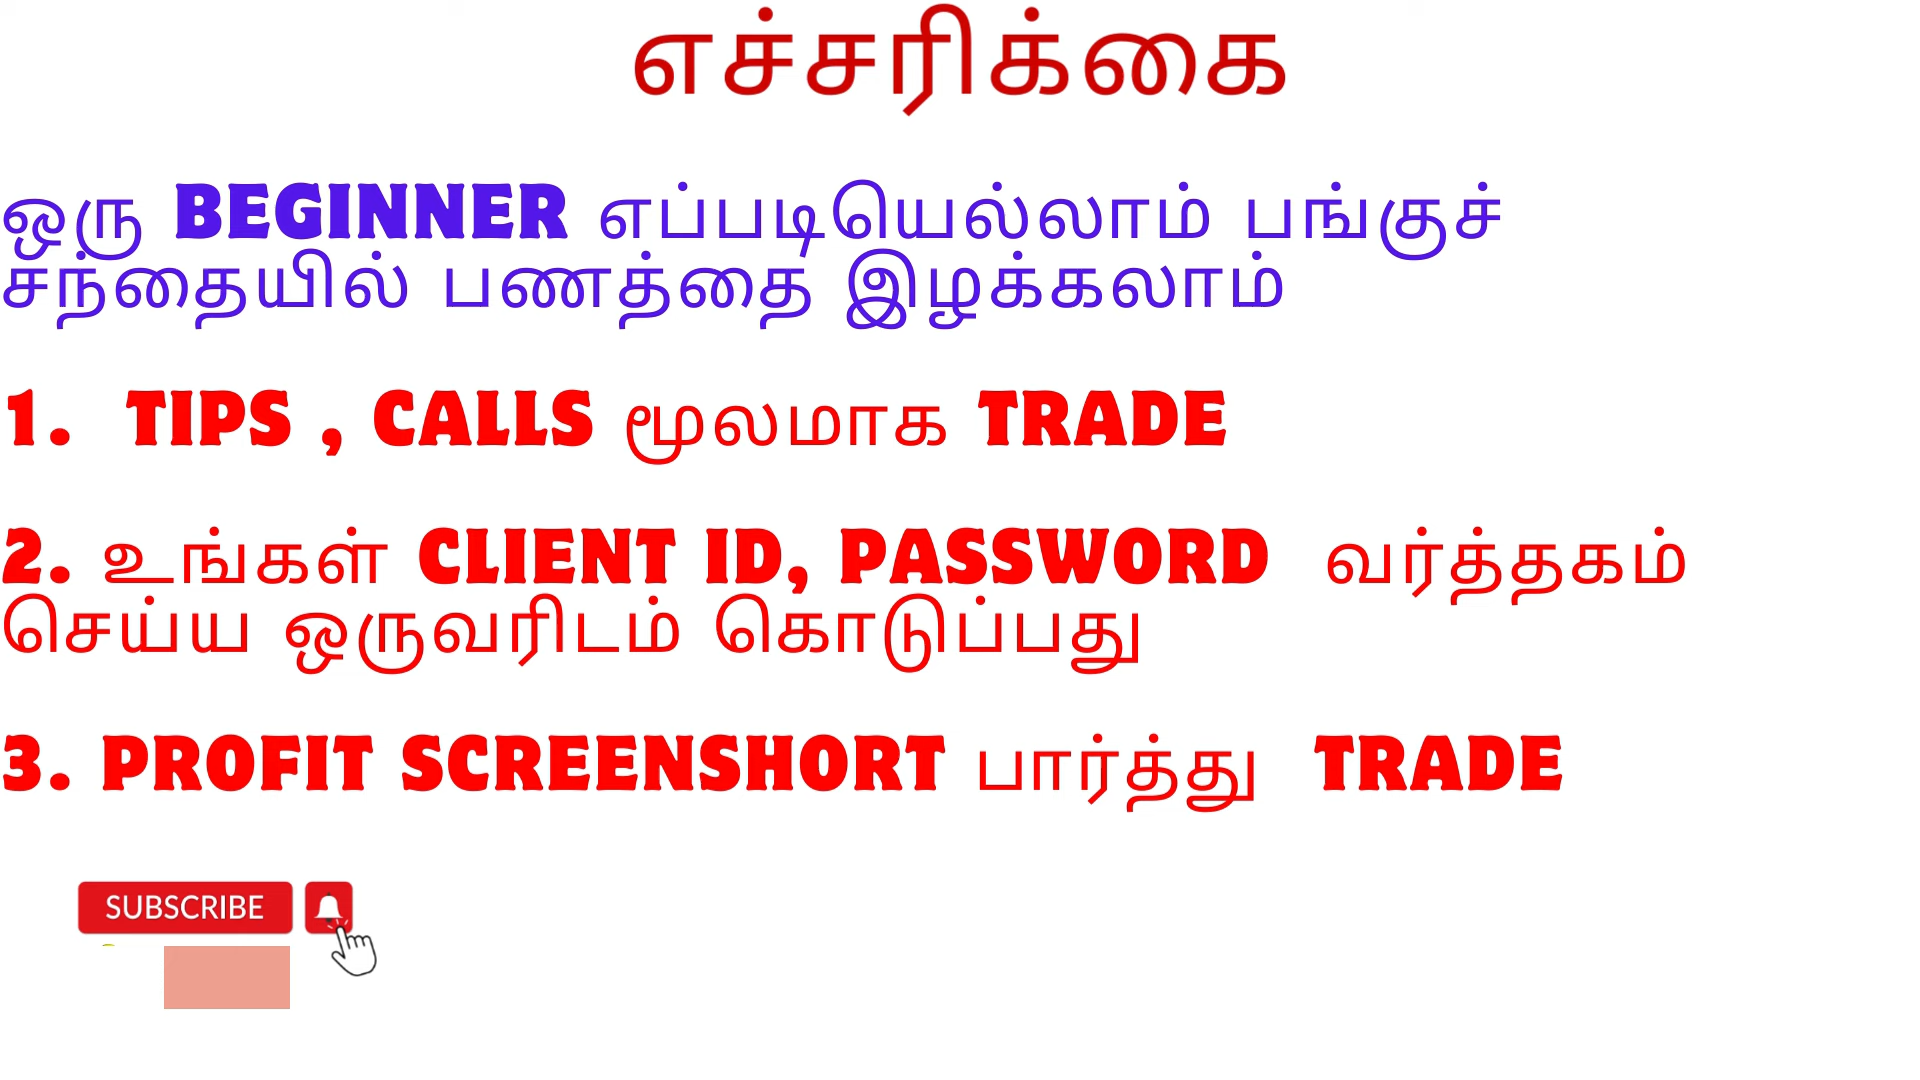 எச்சரிக்கை
ஒரு BEGINNER எப்படியெல்லாம் பங்குச்
சந்தையில் பணத்தை இழக்கலாம்
1. TIPS , CALLS மூலமாக TRADE
2. உங்கள் CLIENT ID, PASSWORD வர்த்தகம்
செய்ய ஒருவரிடம் கொடுப்பது
3. PROFIT SCREENSHORT பார்த்து TRADE
SUBSCRIBE